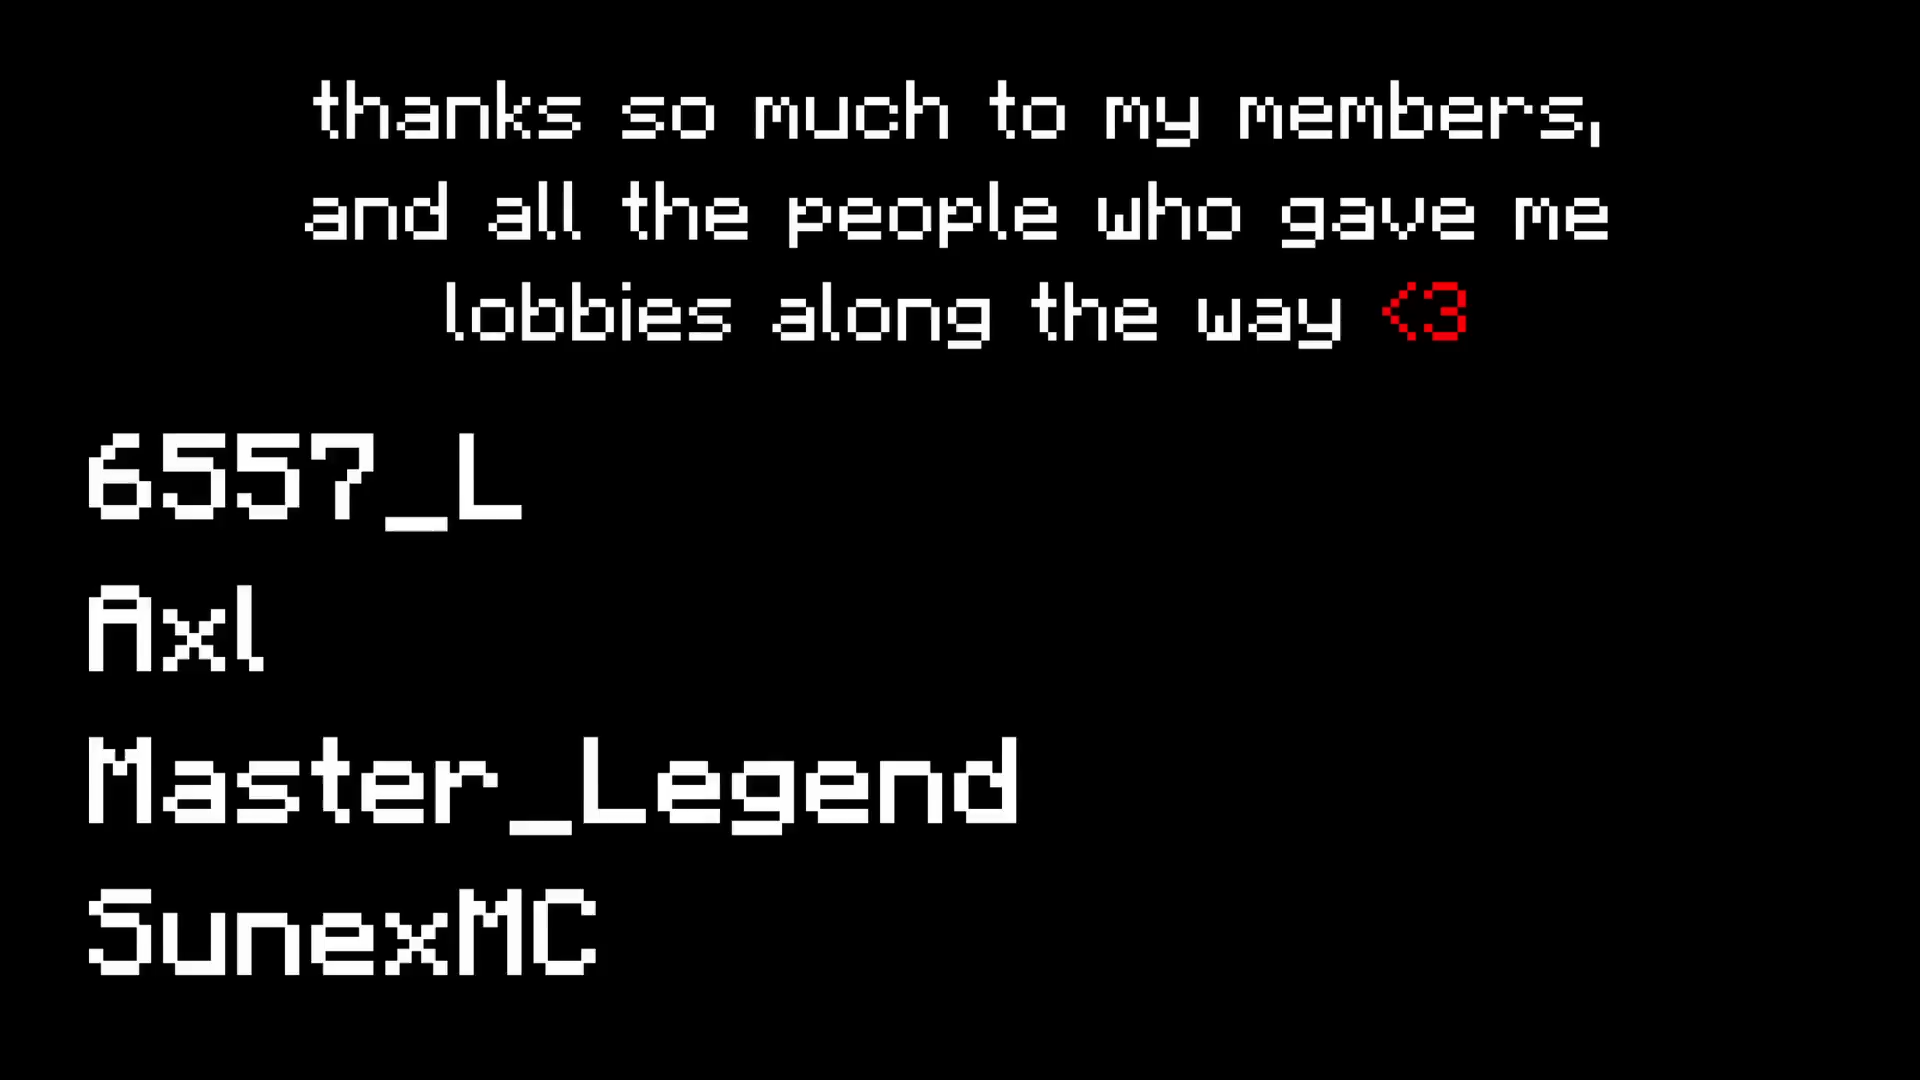 thanks so much to my members,
and all the people who gave me
lobbies along the way <3
6557_L
Axl
Master_Legend
SunexMC